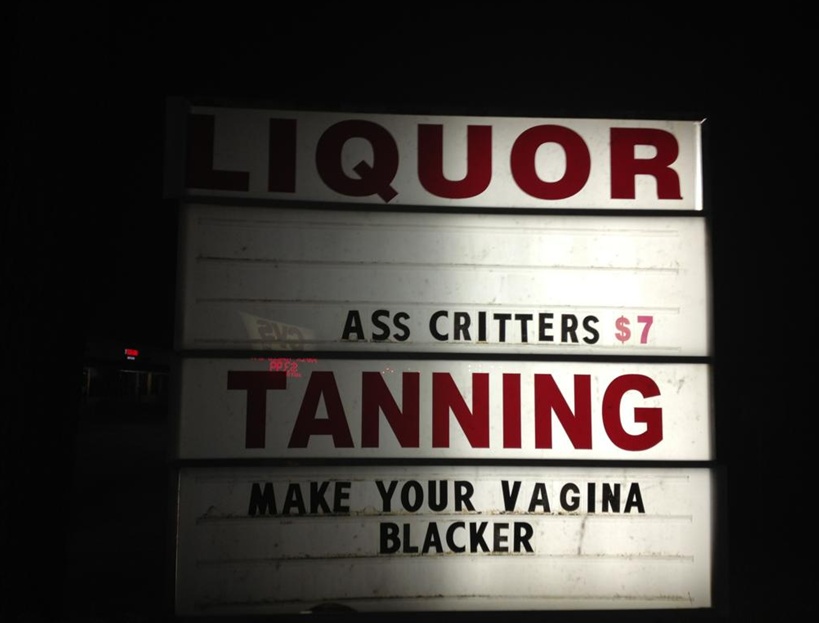 LIQUOR
ASS CRITTERS $7
TANNING
MAKE YOUR VAGINA
BLACKER